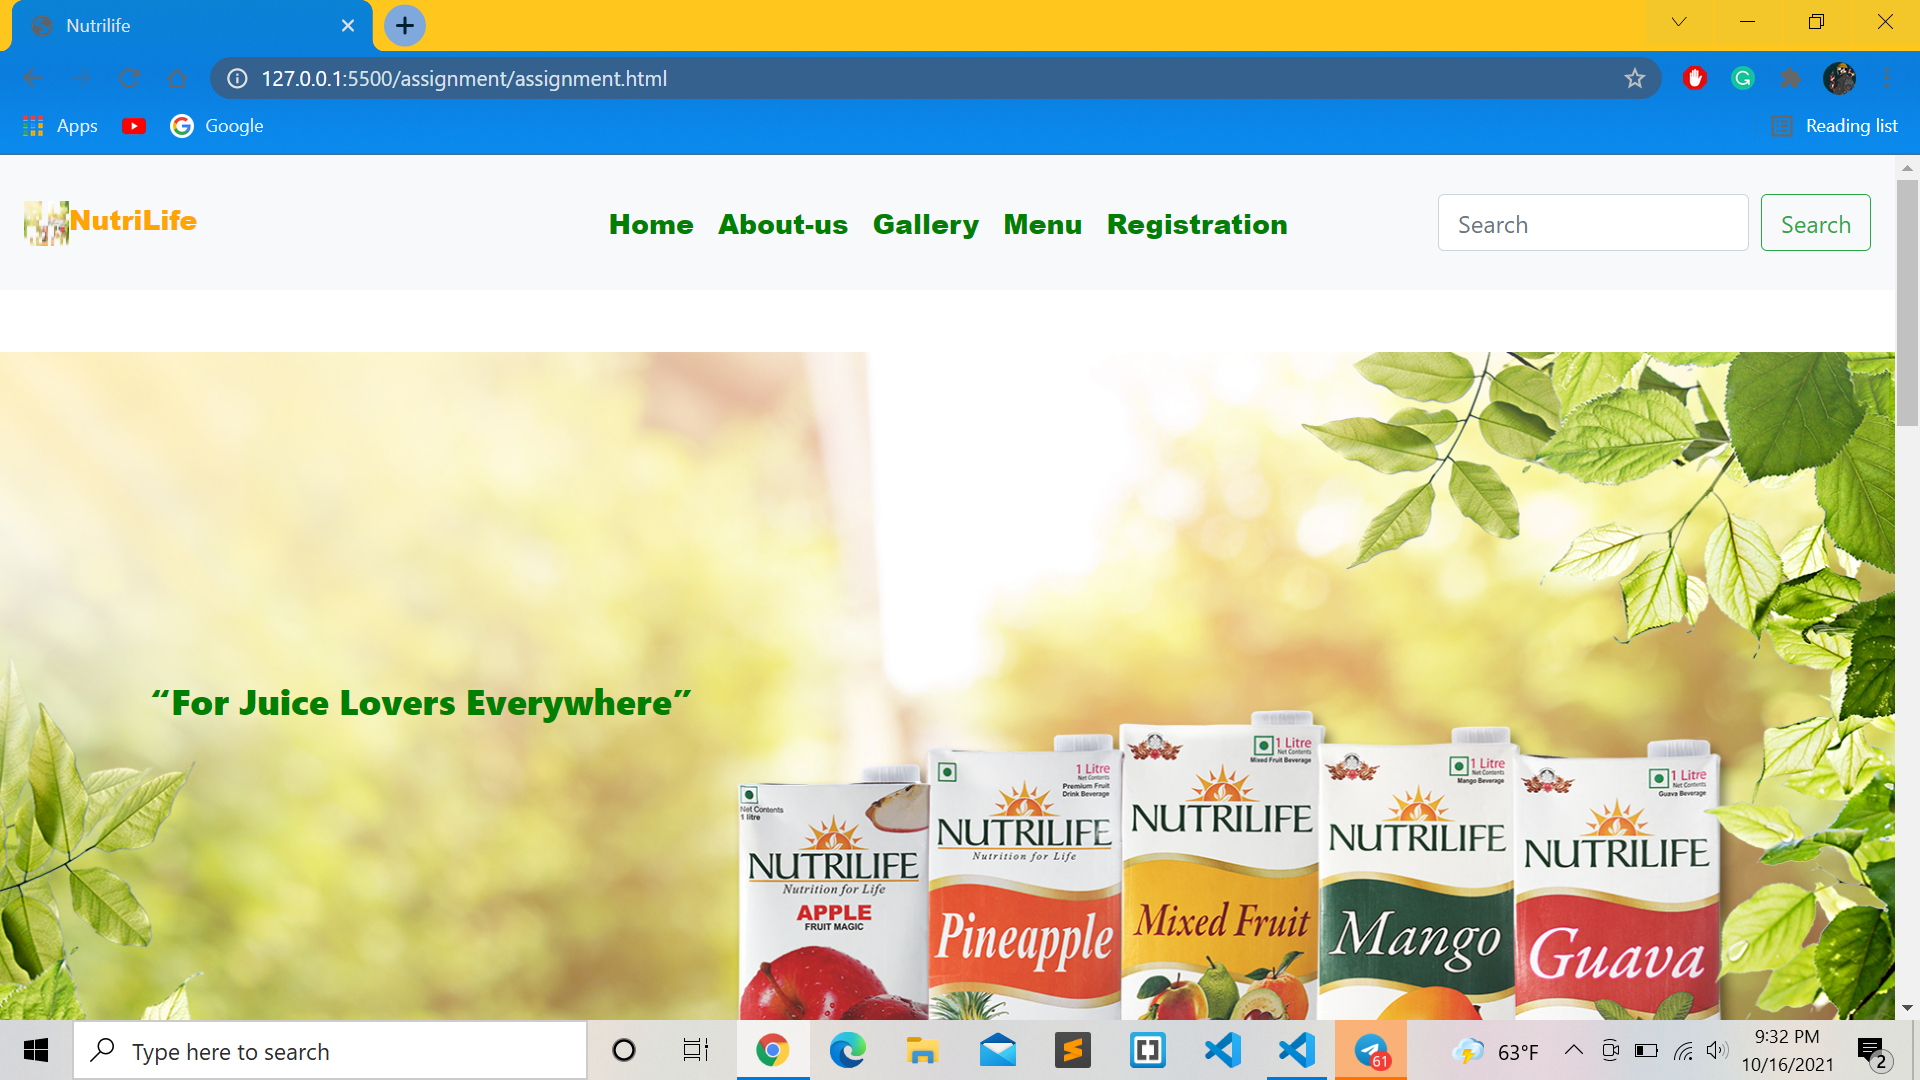 Nutrilife
127.0.0.1:5500/assignment/assignment.html
Apps
Google
Reading list
NutriLife
Home About-us Gallery Menu Registration
Search
Search
“For Juice Lovers Everywhere”
Net Contents
1 litre
NUTRILIFE
Nutrition for Life
APPLE
FRUIT MAGIC
1 Litre
Net Contents
Premium Fruit
Drink Beverage
NUTRILIFE
Nutrition for Life
Pineapple
1 Litre
Net Contents
Mixed Fruit Beverage
NUTRILIFE
Mixed Fruit
1 Litre
Net Contents
Mango Beverage
NUTRILIFE
Mango
1 Litre
Net Contents
Guava Beverage
NUTRILIFE
Guava
Type here to search
61
63°F
9:32 PM
10/16/2021
2